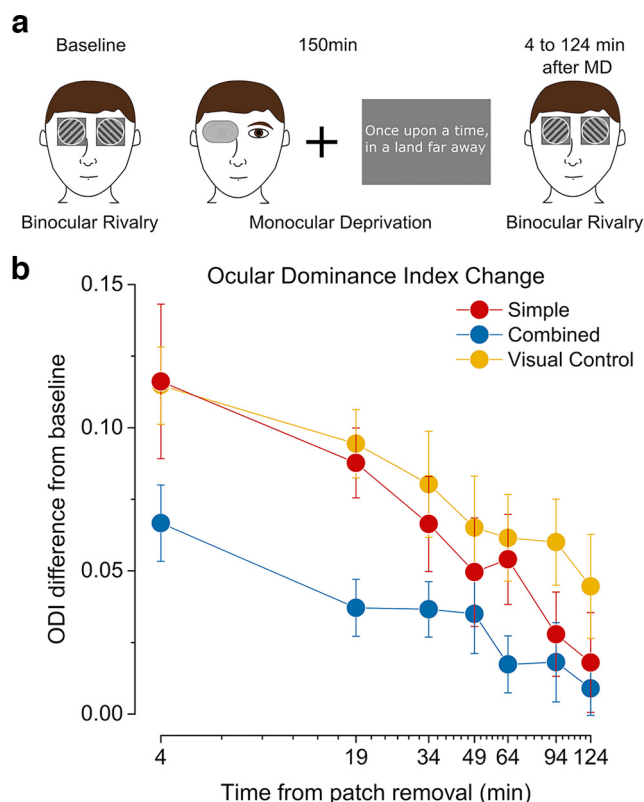 a
Baseline
150min
4 to 124 min
after MD
Once upon a time,
in a land far away
Binocular Rivalry
Monocular Deprivation
Binocular Rivalry
b
Ocular Dominance Index Change
Simple
Combined
Visual Control
ODI difference from baseline
0.15
0.10
0.05
0.00
4 19 34 49 64 94 124
Time from patch removal (min)